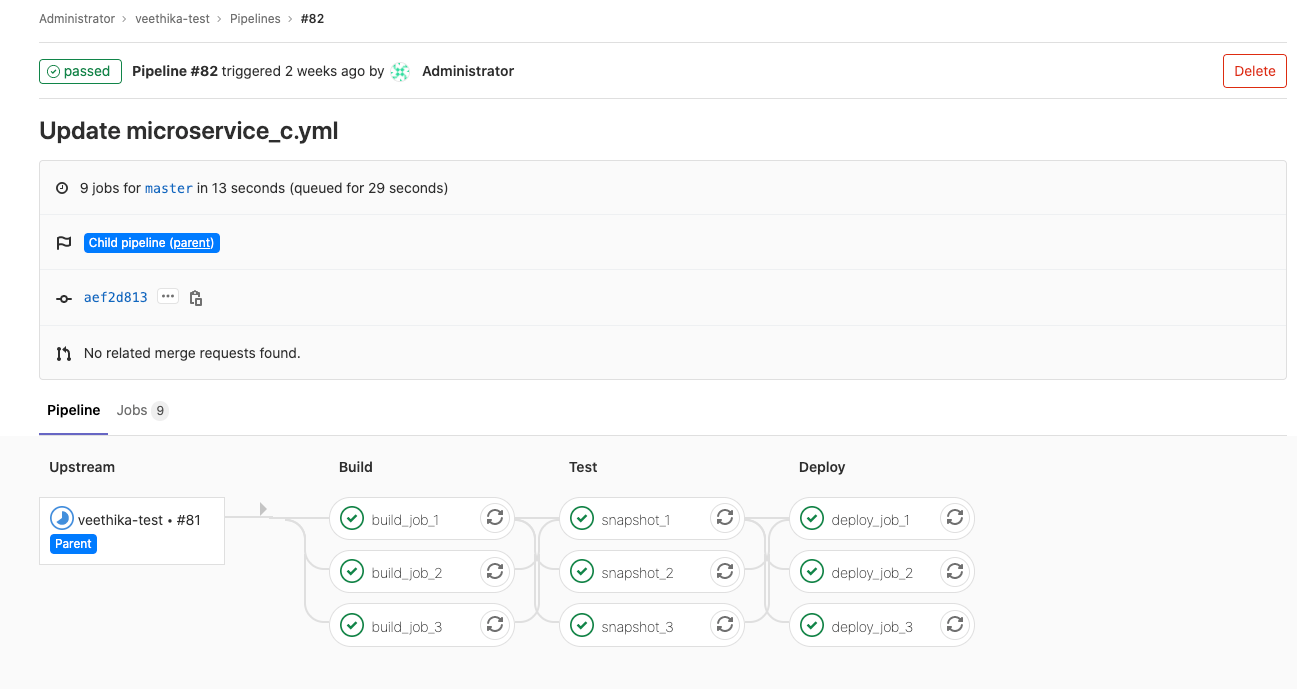 Administrator › veethika-test › Pipelines › #82
passed Pipeline #82 triggered 2 weeks ago by Administrator Delete
Update microservice_c.yml
9 jobs for master in 13 seconds (queued for 29 seconds)
Child pipeline (parent)
aef2d813 ···
No related merge requests found.
Pipeline Jobs 9
Upstream Build Test Deploy
veethika-test • #81 build_job_1 snapshot_1 deploy_job_1
Parent
build_job_2 snapshot_2 deploy_job_2
build_job_3 snapshot_3 deploy_job_3